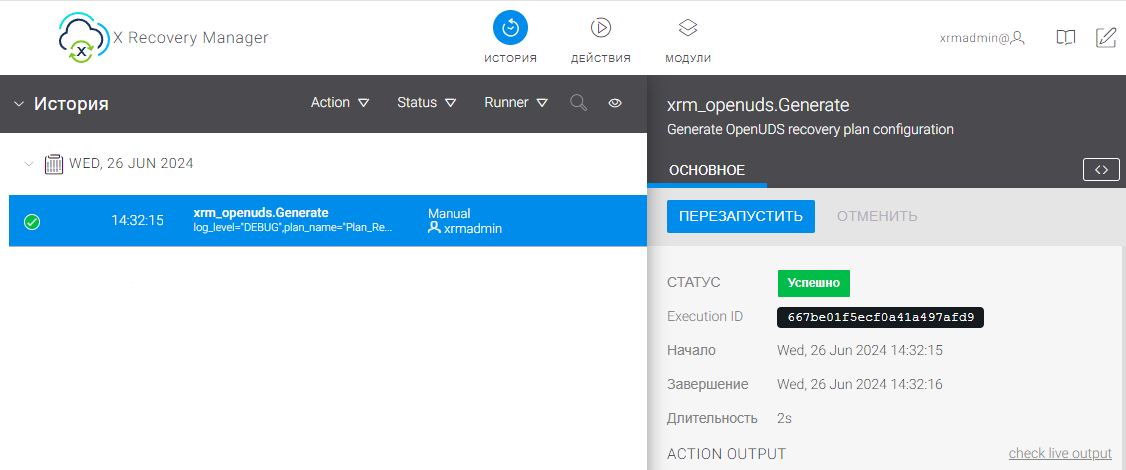 X Recovery Manager
ИСТОРИЯ
ДЕЙСТВИЯ
МОДУЛИ
xrmadmin@
История
Action
Status
Runner
WED, 26 JUN 2024
14:32:15
xrm_openuds.Generate
log_level="DEBUG",plan_name="Plan_Re...
Manual
xrmadmin
xrm_openuds.Generate
Generate OpenUDS recovery plan configuration
ОСНОВНОЕ
ПЕРЕЗАПУСТИТЬ
ОТМЕНИТЬ
СТАТУС Успешно
Execution ID 667be01f5ecf0a41a497afd9
Начало Wed, 26 Jun 2024 14:32:15
Завершение Wed, 26 Jun 2024 14:32:16
Длительность 2s
ACTION OUTPUT check live output